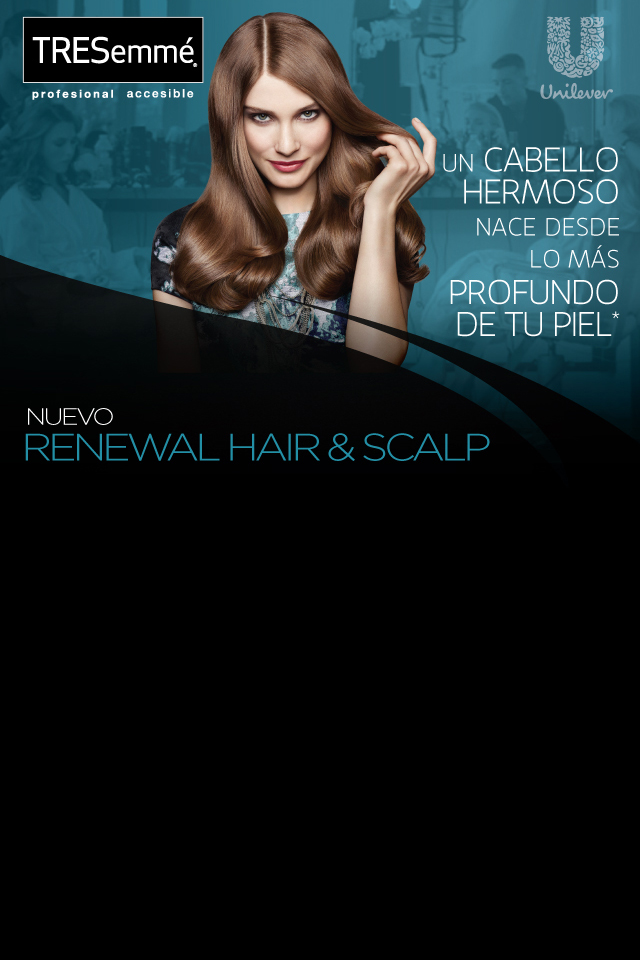 TRESemmé
profesional accesible
Unilever
UN CABELLO
HERMOSO
NACE DESDE
LO MÁS
PROFUNDO
DE TU PIEL*
NUEVO
RENEWAL HAIR & SCALP